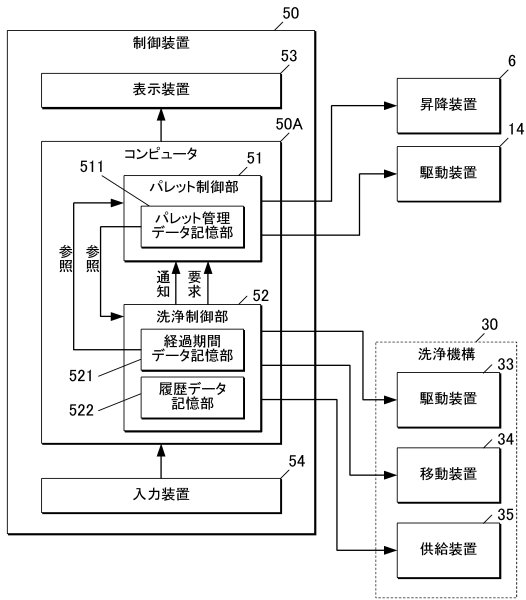 50
制御装置
53
表示装置
50A
コンピュータ
51
パレット制御部
511
パレット管理
データ記憶部
参照
参照
通知
要求
52
洗浄制御部
経過期間
データ記憶部
521
履歴データ
記憶部
522
54
入力装置
6
昇降装置
14
駆動装置
30
洗浄機構
33
駆動装置
34
移動装置
35
供給装置